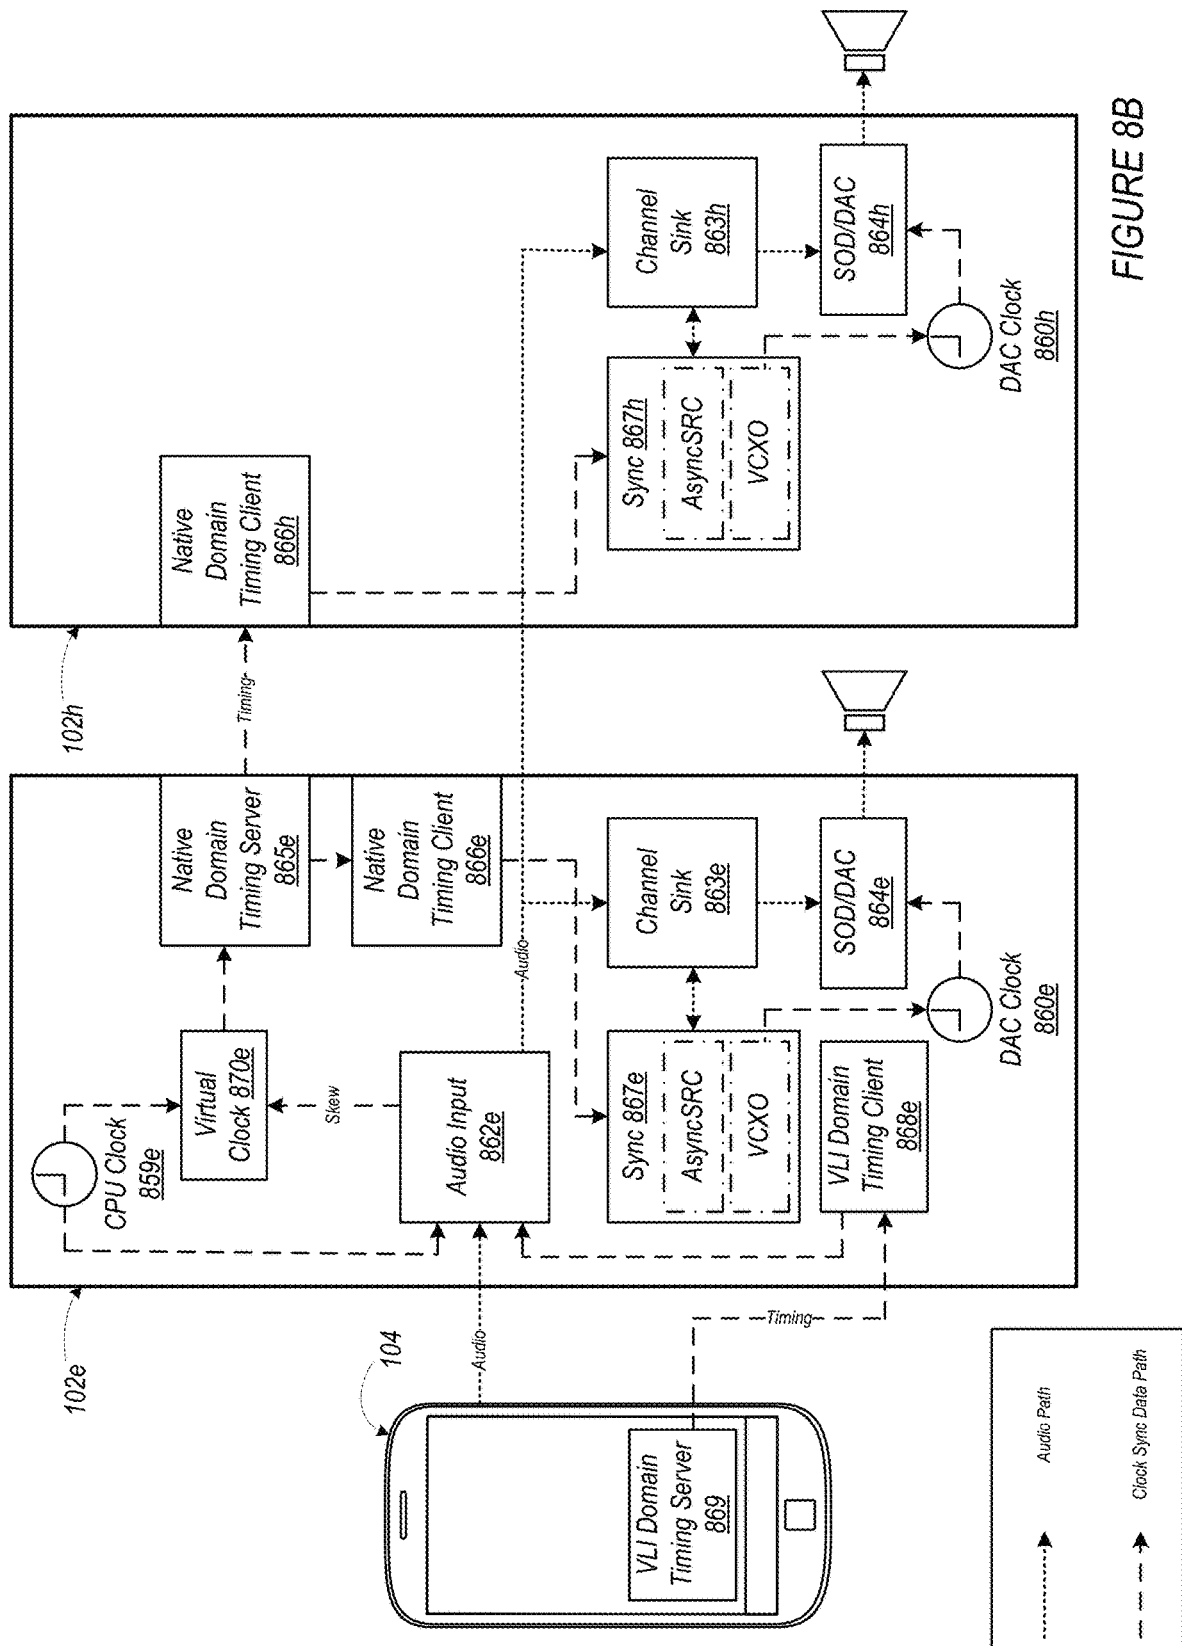 102e
102h
CPU Clock
859e
Virtual
Clock 870e
Native
Domain
Timing Server
865e
Timing
Native
Domain
Timing Client
866h
Skew
Native
Domain
Timing Client
866e
104
Audio
Audio Input
862e
Audio
VLI Domain
Timing Server
869
Timing
Sync 867e
AsyncSRC
VCXO
Channel
Sink
863e
Sync 867h
AsyncSRC
VCXO
Channel
Sink
863h
VLI Domain
Timing Client
868e
SOD/DAC
864e
SOD/DAC
864h
DAC Clock
860e
DAC Clock
860h
Audio Path
Clock Sync Data Path
FIGURE 8B